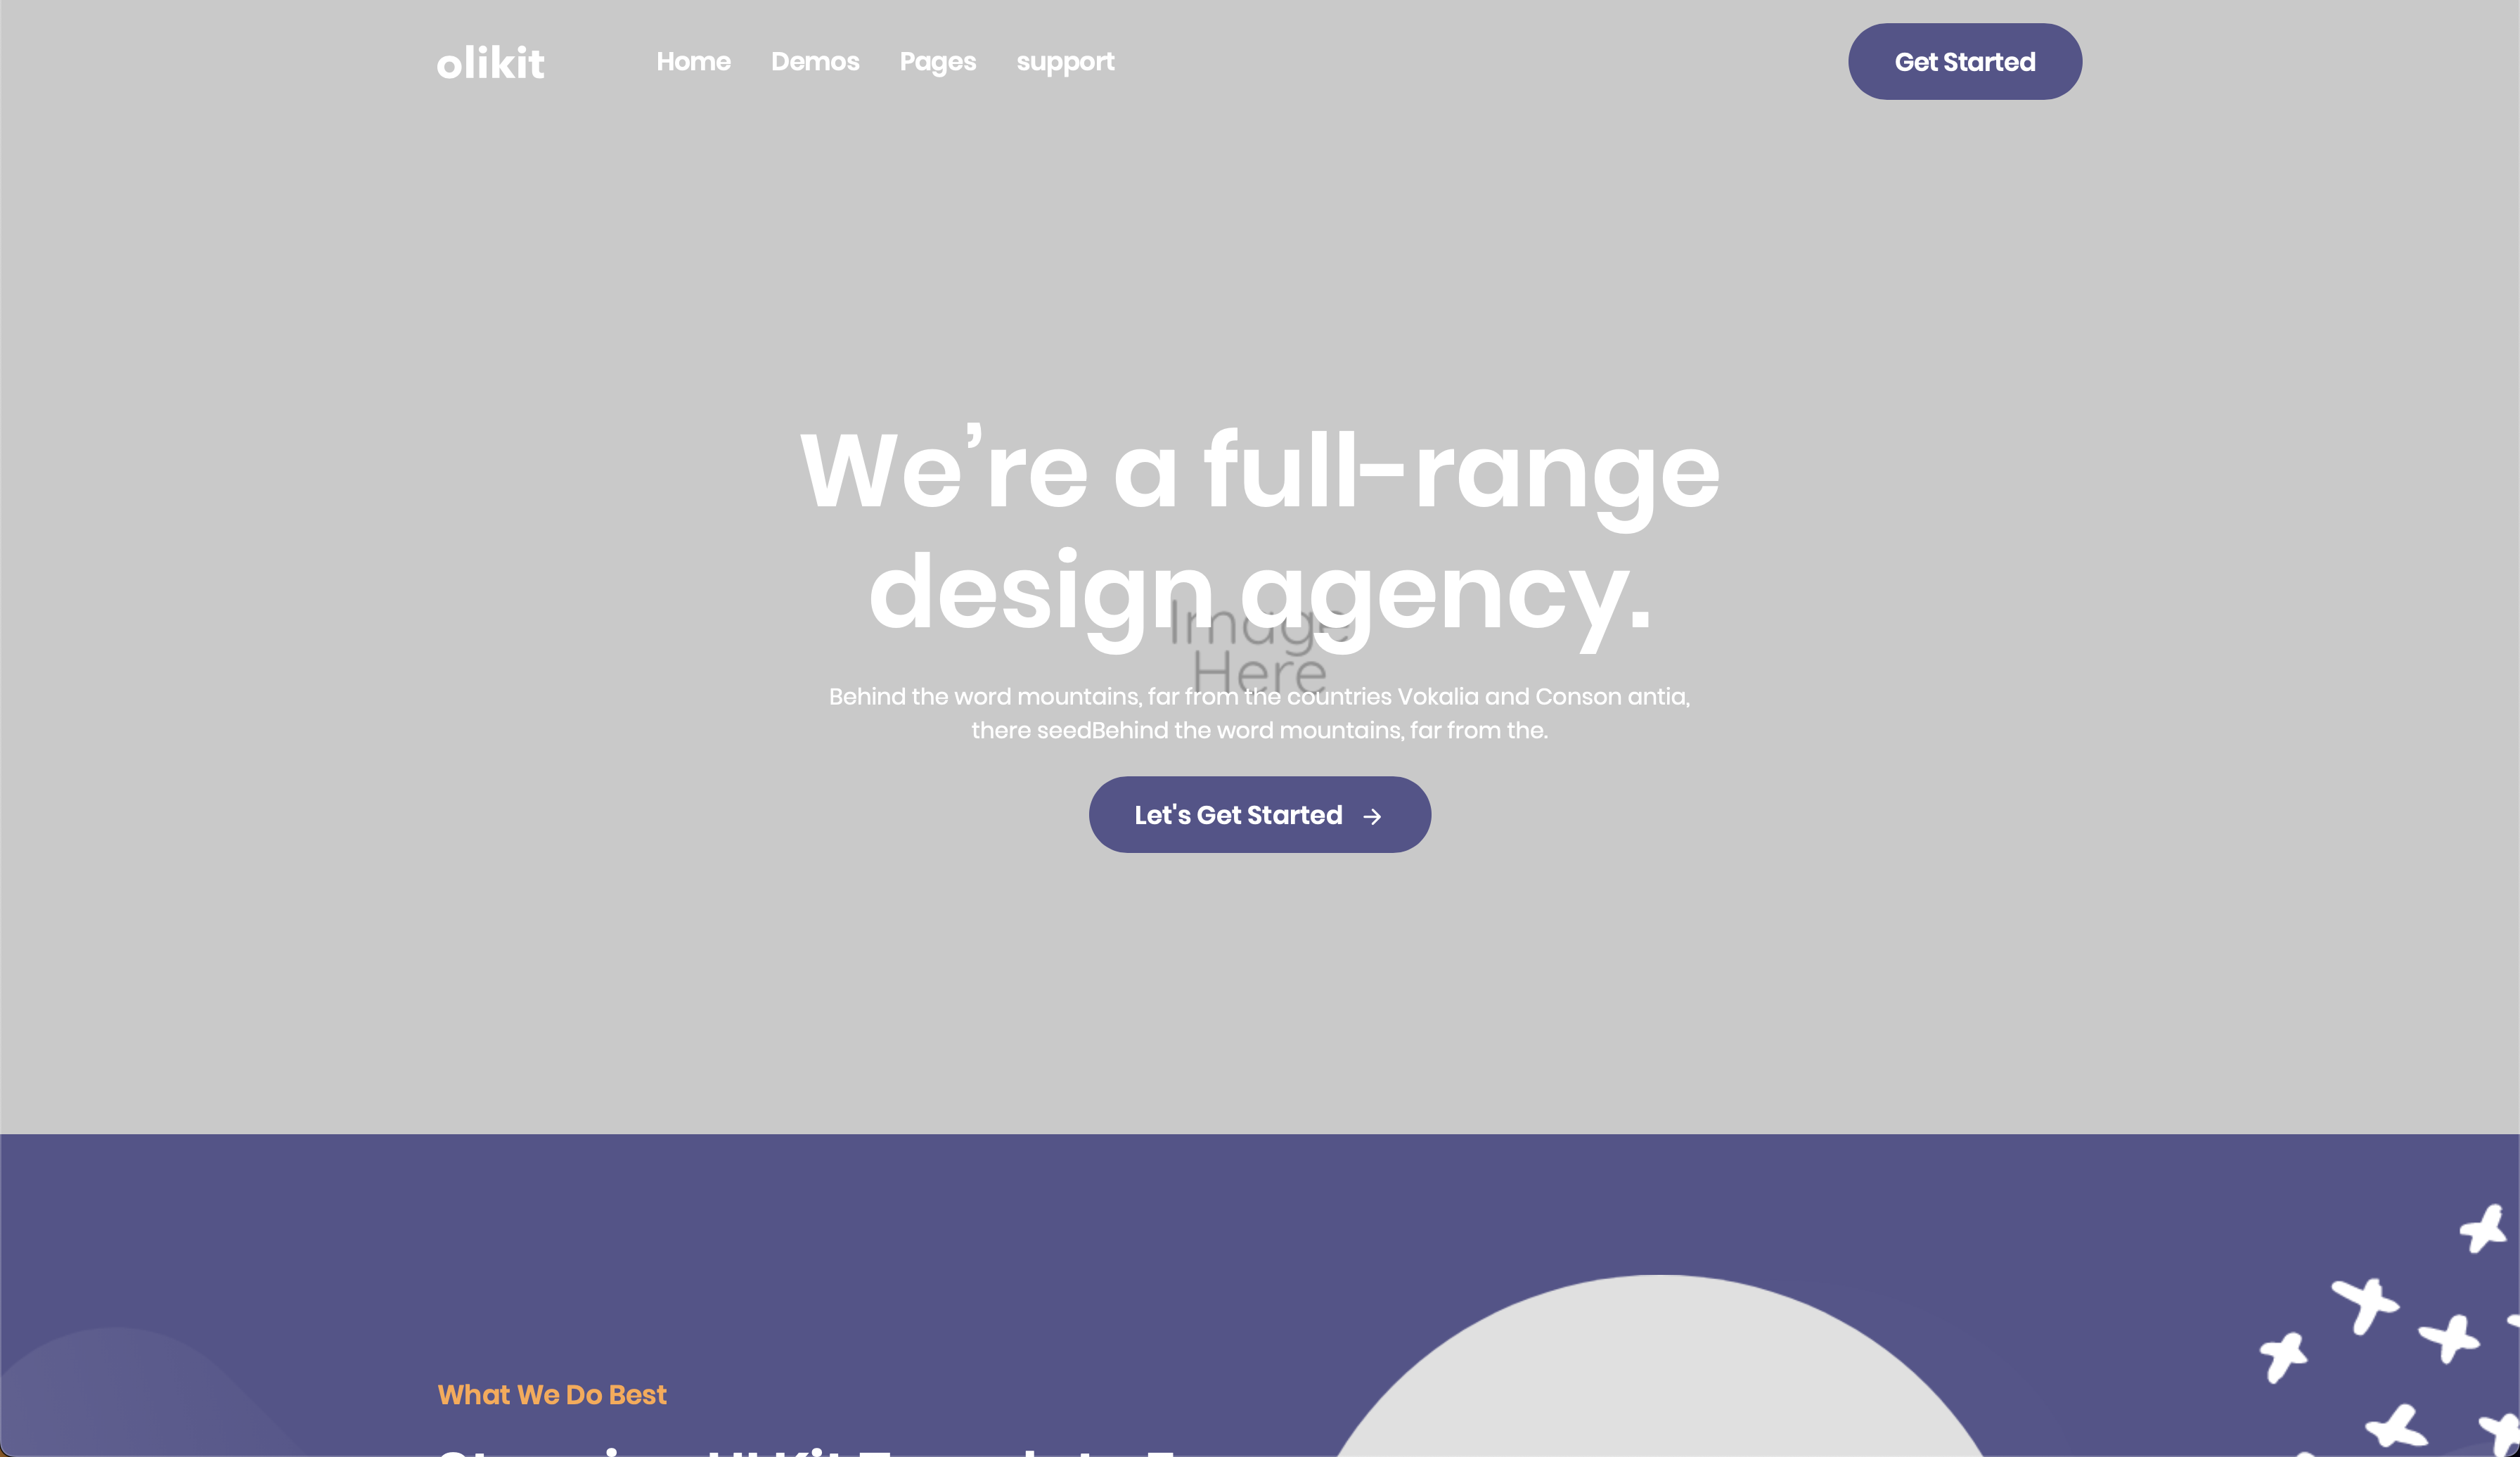 olikit
Home Demos Pages support
Get Started
We’re a full-range
design agency.
Image
Here
Behind the word mountains, far from the countries Vokalia and Conson antia,
there seedBehind the word mountains, far from the.
Let's Get Started →
What We Do Best